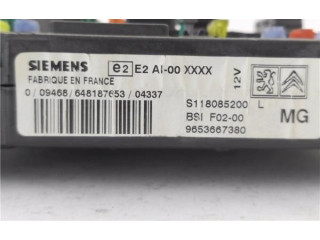 SIEMENS e2 E2 AI-00 XXXX
FABRIQUE EN FRANCE
0/09468/648187653/04337
12V
S118085200 L
BSI F02-00 MG
9653667380